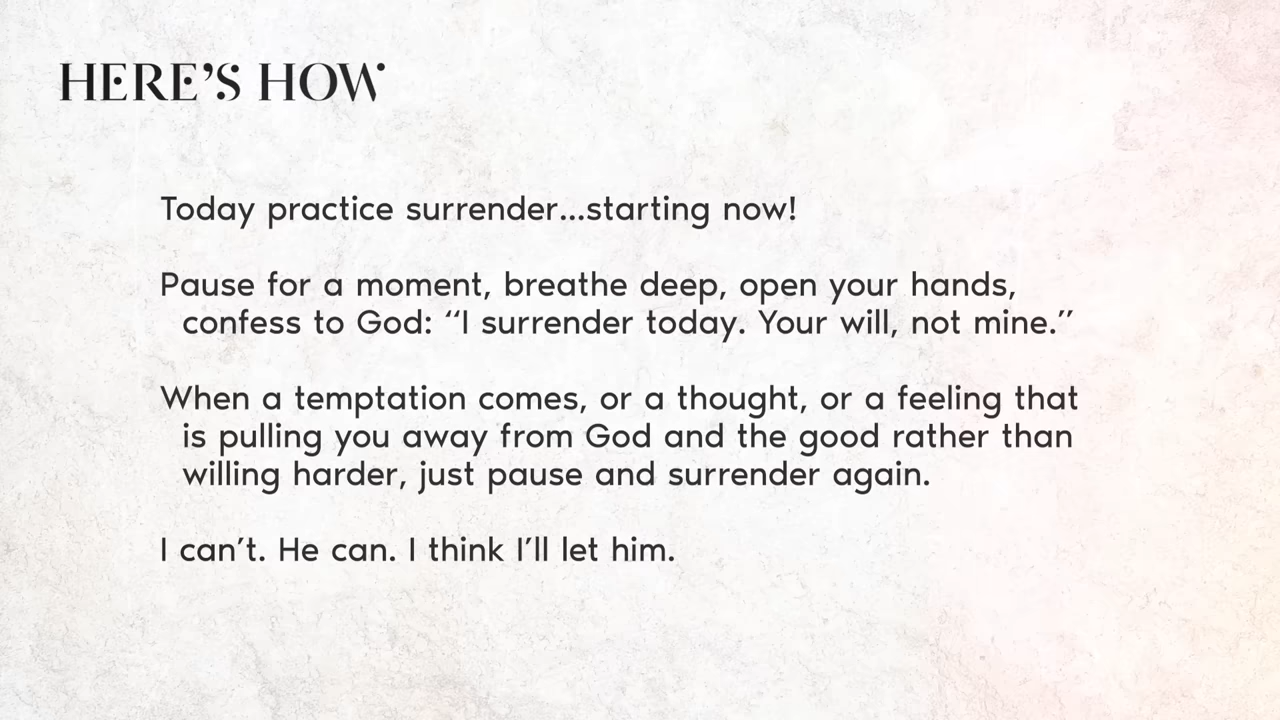 HERE’S HOW
Today practice surrender...starting now!
Pause for a moment, breathe deep, open your hands,
confess to God: “I surrender today. Your will, not mine.”
When a temptation comes, or a thought, or a feeling that
is pulling you away from God and the good rather than
willing harder, just pause and surrender again.
I can’t. He can. I think I’ll let him.